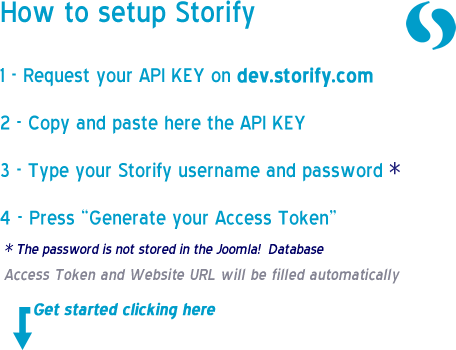 How to setup Storify
1 - Request your API KEY on dev.storify.com
2 - Copy and paste here the API KEY
3 - Type your Storify username and password *
4 - Press “Generate your Access Token”
* The password is not stored in the Joomla! Database
Access Token and Website URL will be filled automatically
Get started clicking here